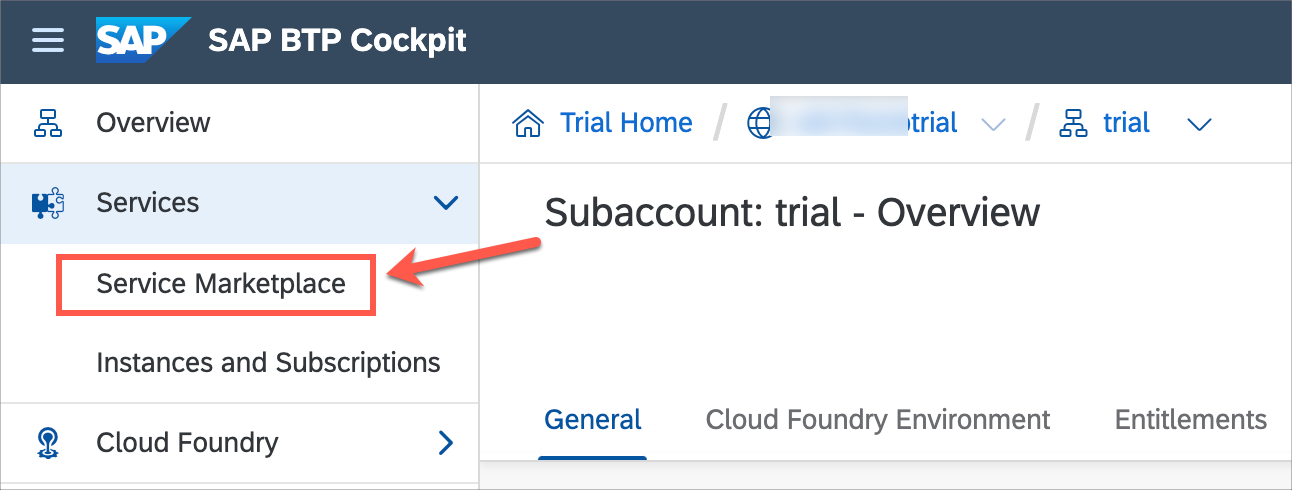 SAP SAP BTP Cockpit
Overview
Services
Service Marketplace
Instances and Subscriptions
Cloud Foundry
Trial Home / trial / trial
Subaccount: trial - Overview
General Cloud Foundry Environment Entitlements